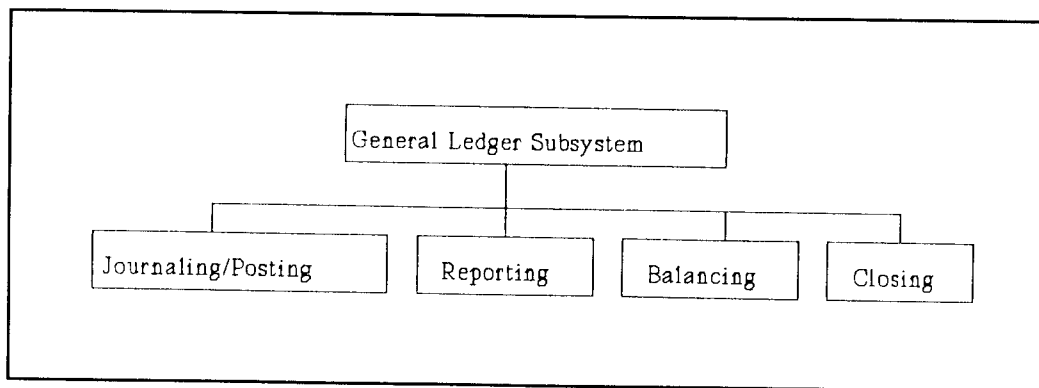 General Ledger Subsystem
Journaling/Posting
Reporting
Balancing
Closing